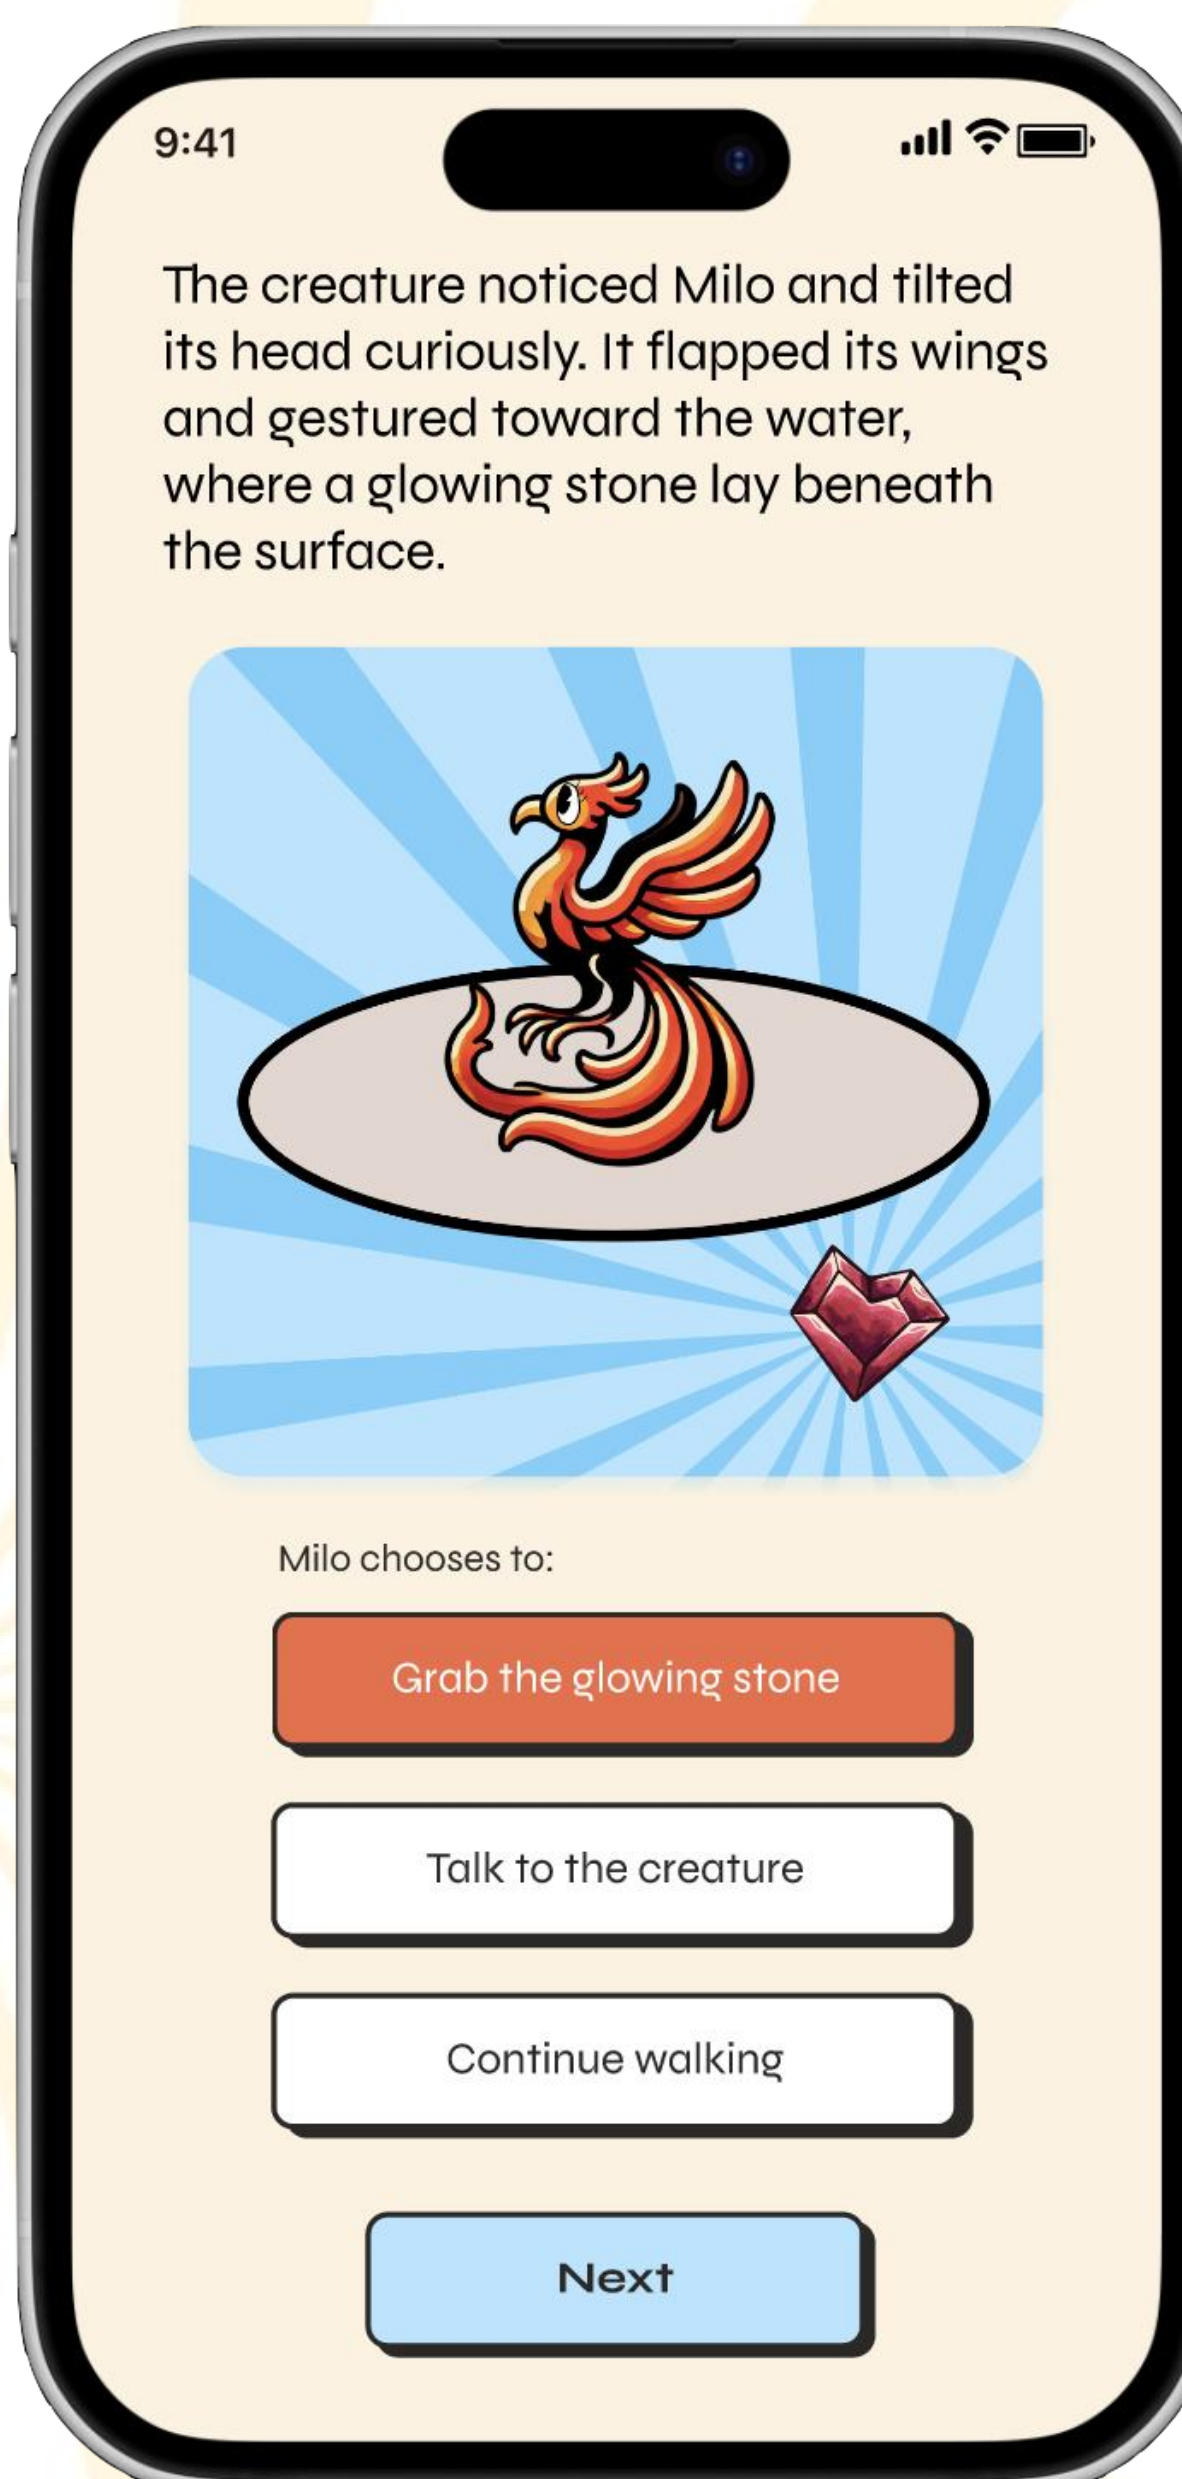 9:41
The creature noticed Milo and tilted
its head curiously. It flapped its wings
and gestured toward the water,
where a glowing stone lay beneath
the surface.
Milo chooses to:
Grab the glowing stone
Talk to the creature
Continue walking
Next